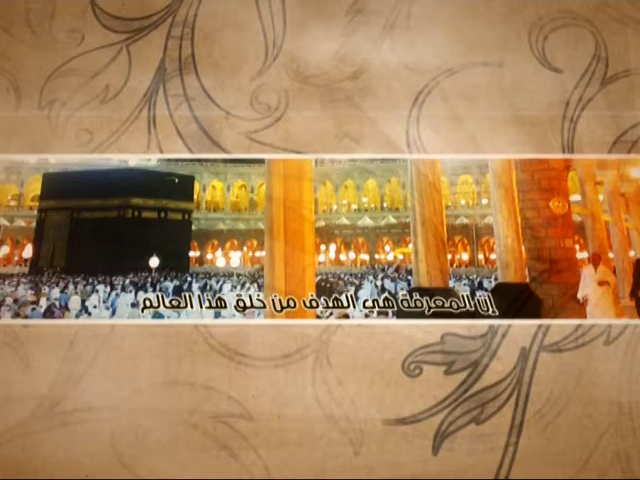 إن المعرفة هي الهدف من خلق هذا العالم